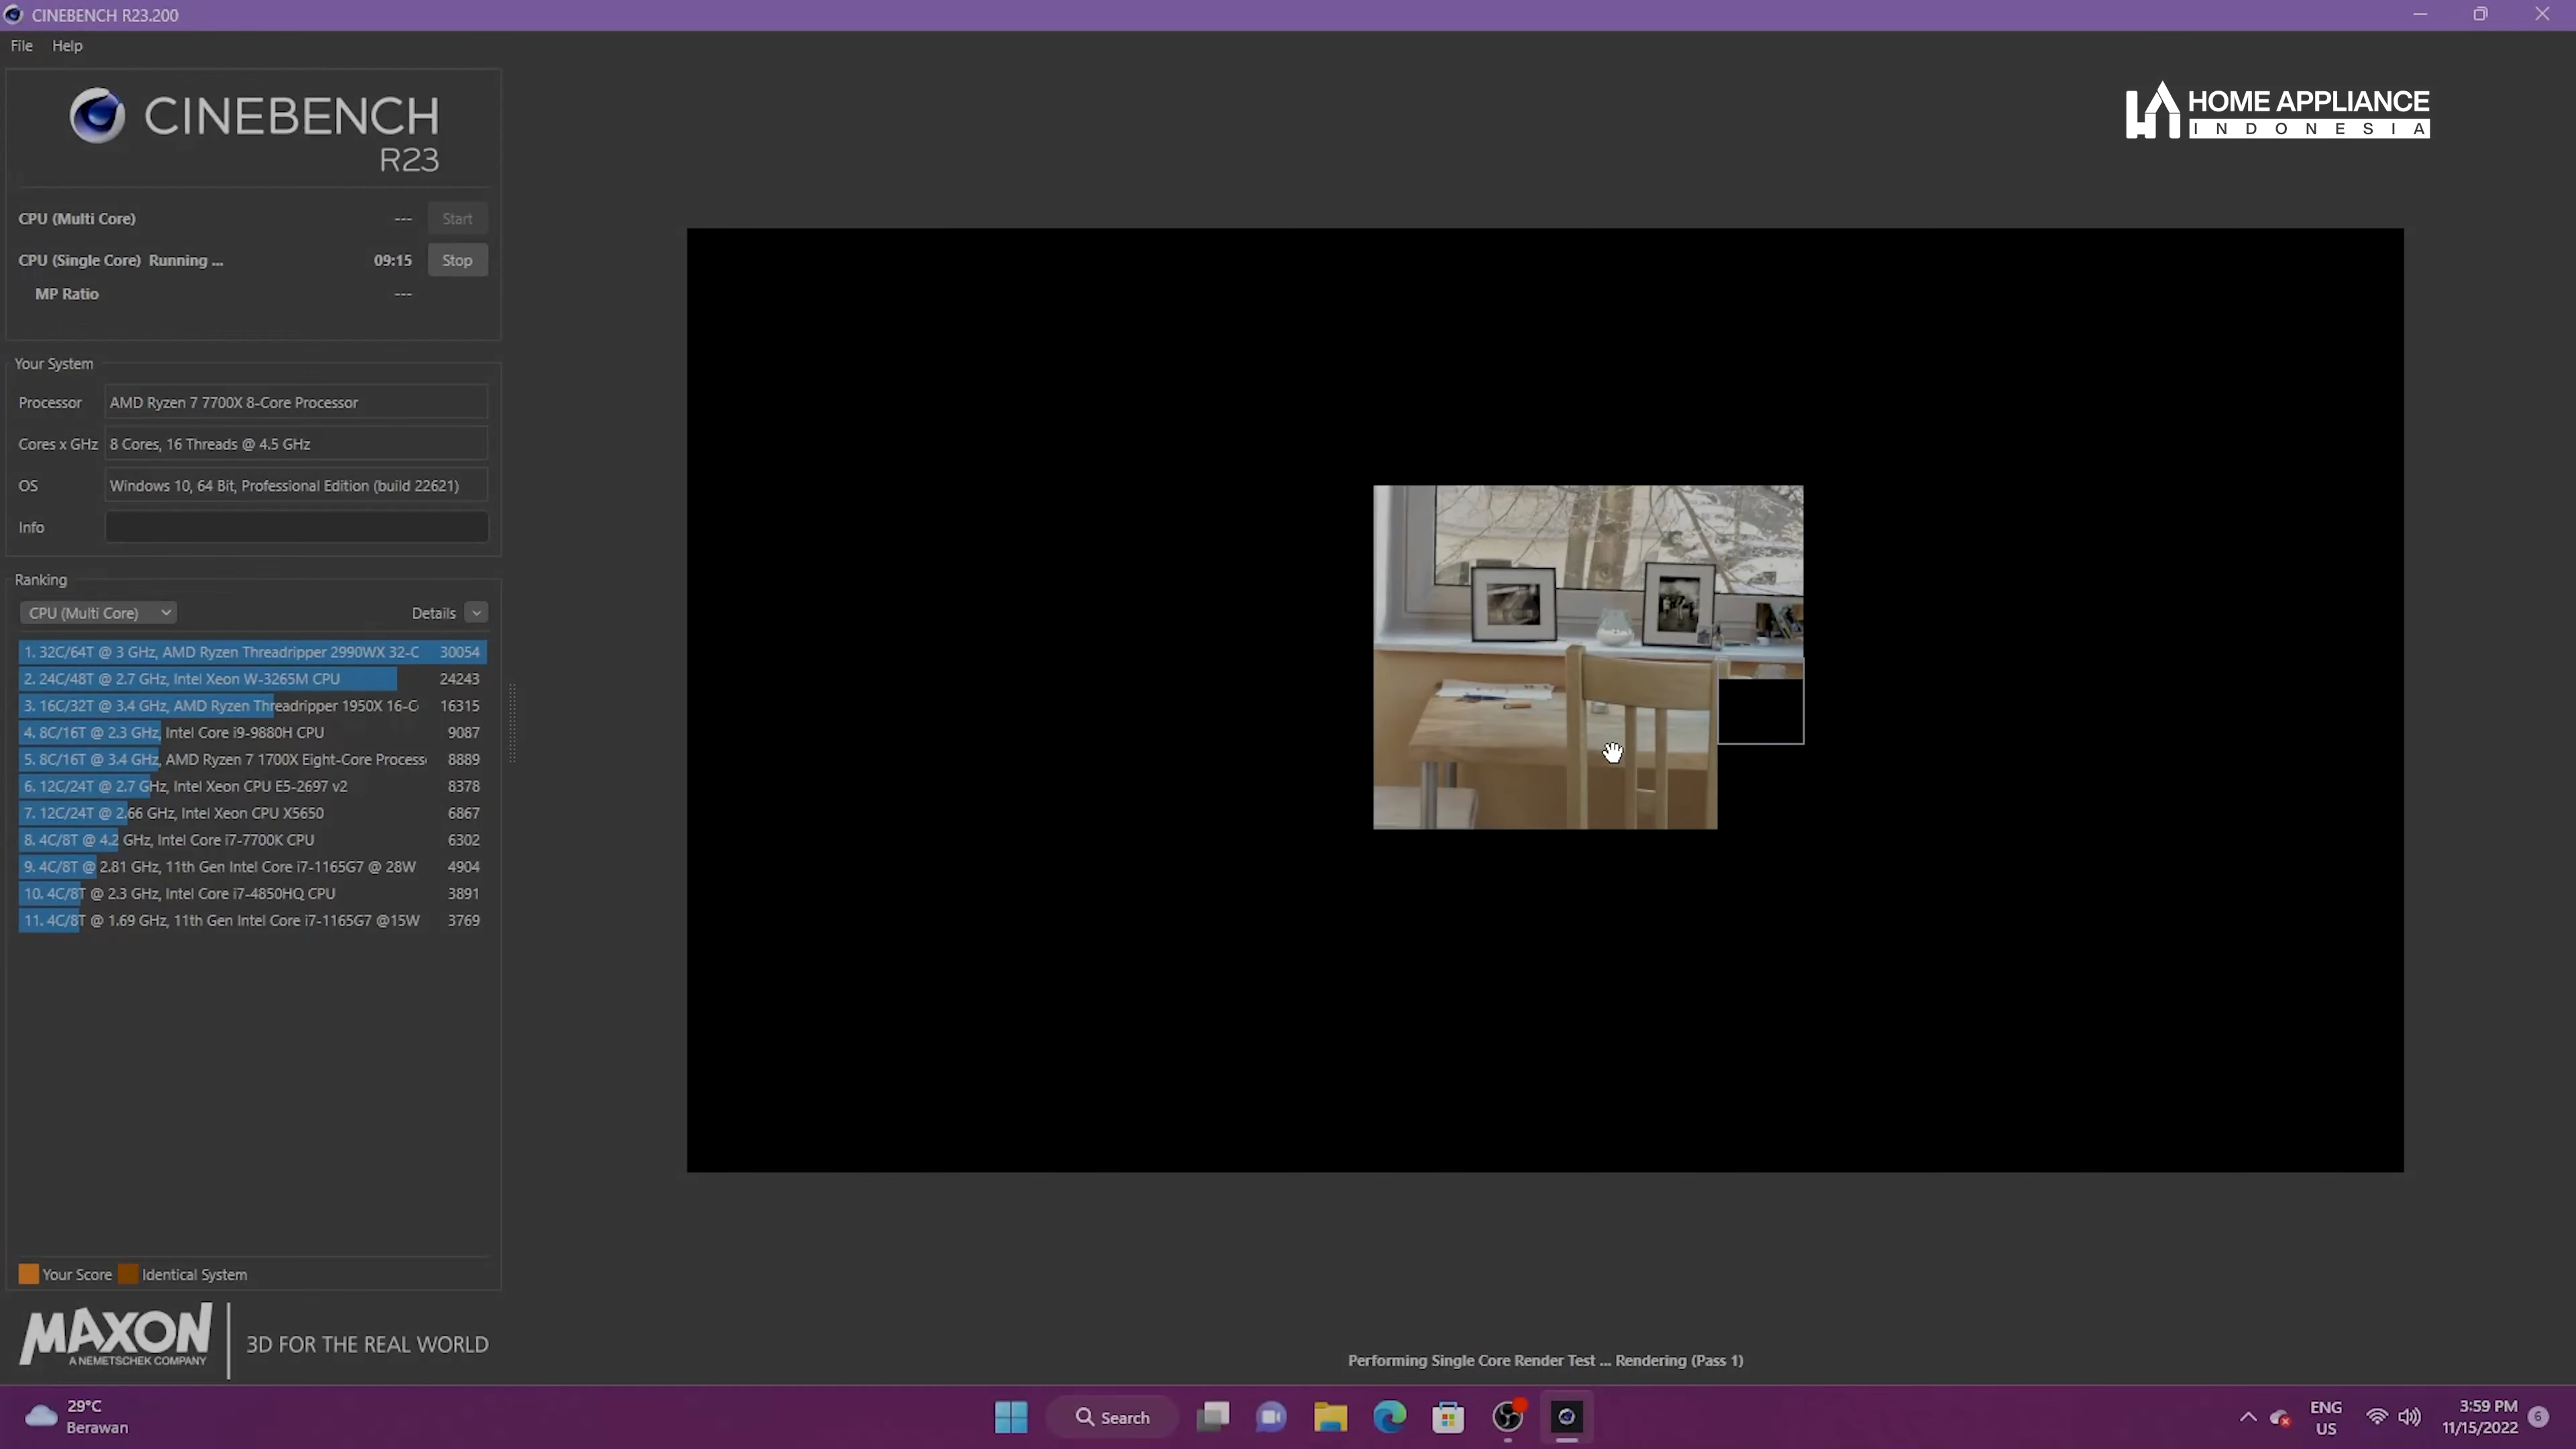 CINEBENCH R23.200
File Help
CINEBENCH
R23
HOME APPLIANCE
INDONESIA
CPU (Multi Core) --- Start
CPU (Single Core) Running ... 09:15 Stop
MP Ratio ---
Your System
Processor AMD Ryzen 7 7700X 8-Core Processor
Cores x GHz 8 Cores, 16 Threads @ 4.5 GHz
OS Windows 10, 64 Bit, Professional Edition (build 22621)
Info
Ranking
CPU (Multi Core) Details
1. 32C/64T @ 3 GHz, AMD Ryzen Threadripper 2990WX 32-C 30054
2. 24C/48T @ 2.7 GHz, Intel Xeon W-3265M CPU 24243
3. 16C/32T @ 3.4 GHz, AMD Ryzen Threadripper 1950X 16-C 16315
4. 8C/16T @ 2.3 GHz, Intel Core i9-9880H CPU 9087
5. 8C/16T @ 3.4 GHz, AMD Ryzen 7 1700X Eight-Core Process 8889
6. 12C/24T @ 2.7 GHz, Intel Xeon CPU E5-2697 v2 8378
7. 12C/24T @ 2.66 GHz, Intel Xeon CPU X5650 6867
8. 4C/8T @ 4.2 GHz, Intel Core i7-7700K CPU 6302
9. 4C/8T @ 2.81 GHz, 11th Gen Intel Core i7-1165G7 @ 28W 4904
10. 4C/8T @ 2.3 GHz, Intel Core i7-4850HQ CPU 3891
11. 4C/8T @ 1.69 GHz, 11th Gen Intel Core i7-1165G7 @15W 3769
Your Score Identical System
MAXON
A NEMETSCHEK COMPANY
3D FOR THE REAL WORLD
Performing Single Core Render Test ... Rendering (Pass 1)
29°C
Berawan
Search
ENG
US
3:59 PM
11/15/2022
6